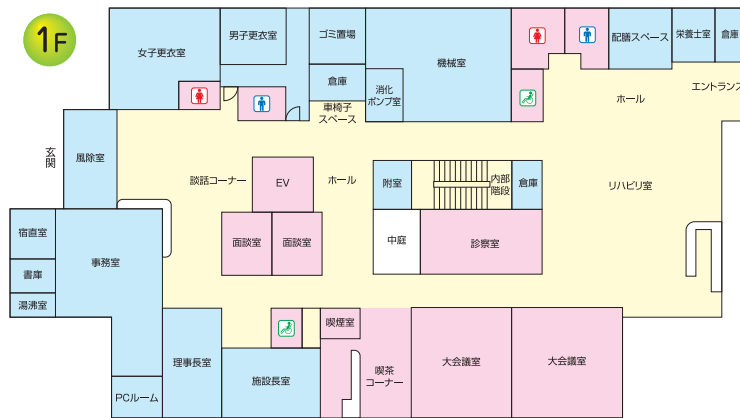 1F
女子更衣室
男子更衣室
ゴミ置場
倉庫
車椅子
スペース
消化
ポンプ室
機械室
配膳スペース
栄養士室
倉庫
エントランス
ホール
玄関
風除室
談話コーナー
EV
ホール
附室
内部
階段
倉庫
リハビリ室
面談室
面談室
中庭
診察室
宿直室
書庫
湯沸室
事務室
PCルーム
理事長室
施設長室
喫煙室
喫茶
コーナー
大会議室
大会議室